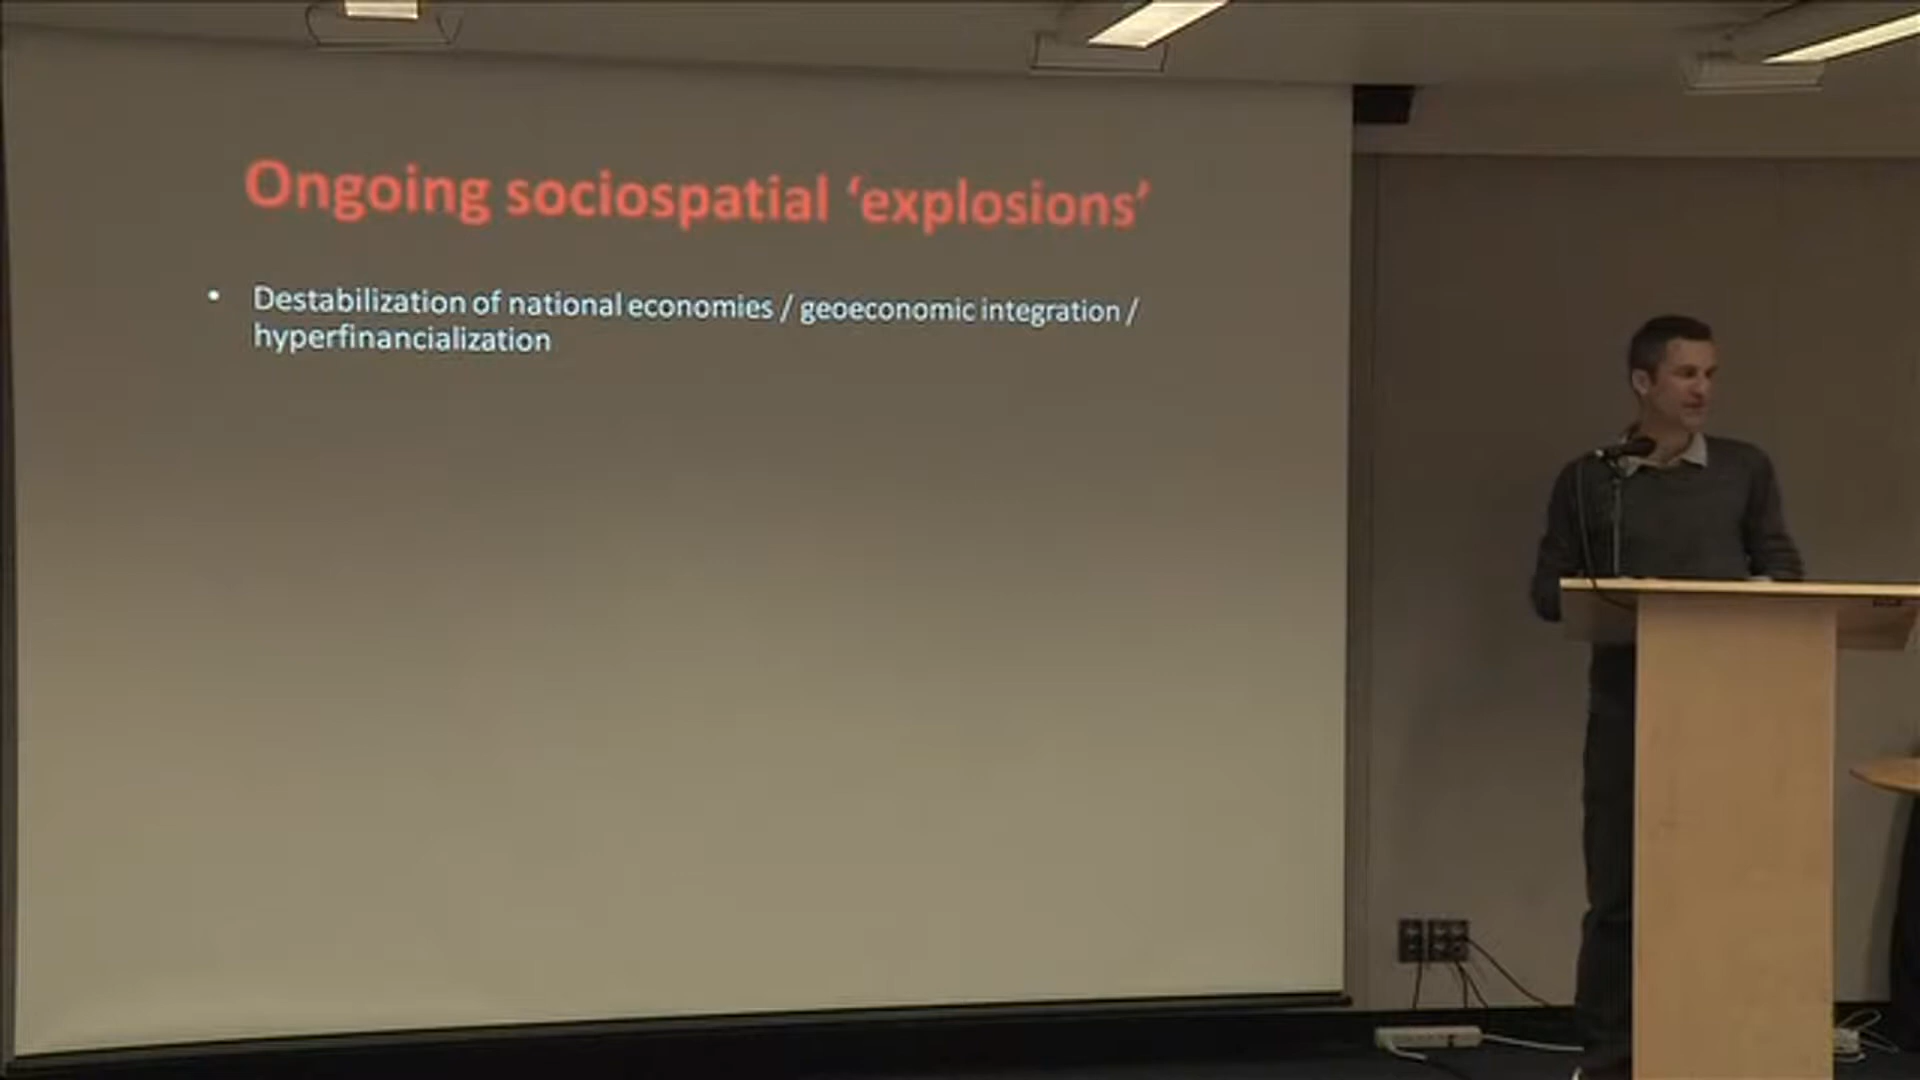 Ongoing sociospatial ‘explosions’
• Destabilization of national economies / geoeconomic integration /
hyperfinancialization